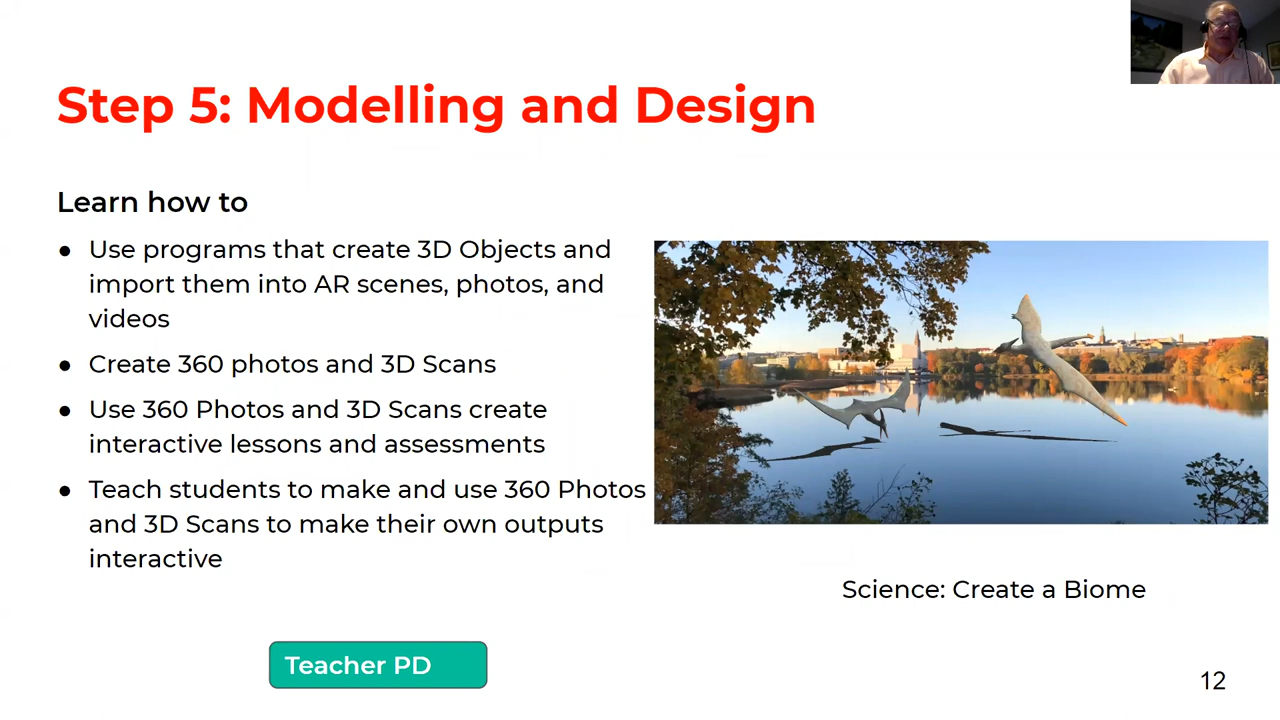 Step 5: Modelling and Design
Learn how to
● Use programs that create 3D Objects and
import them into AR scenes, photos, and
videos
● Create 360 photos and 3D Scans
● Use 360 Photos and 3D Scans create
interactive lessons and assessments
● Teach students to make and use 360 Photos
and 3D Scans to make their own outputs
interactive
Science: Create a Biome
Teacher PD
12